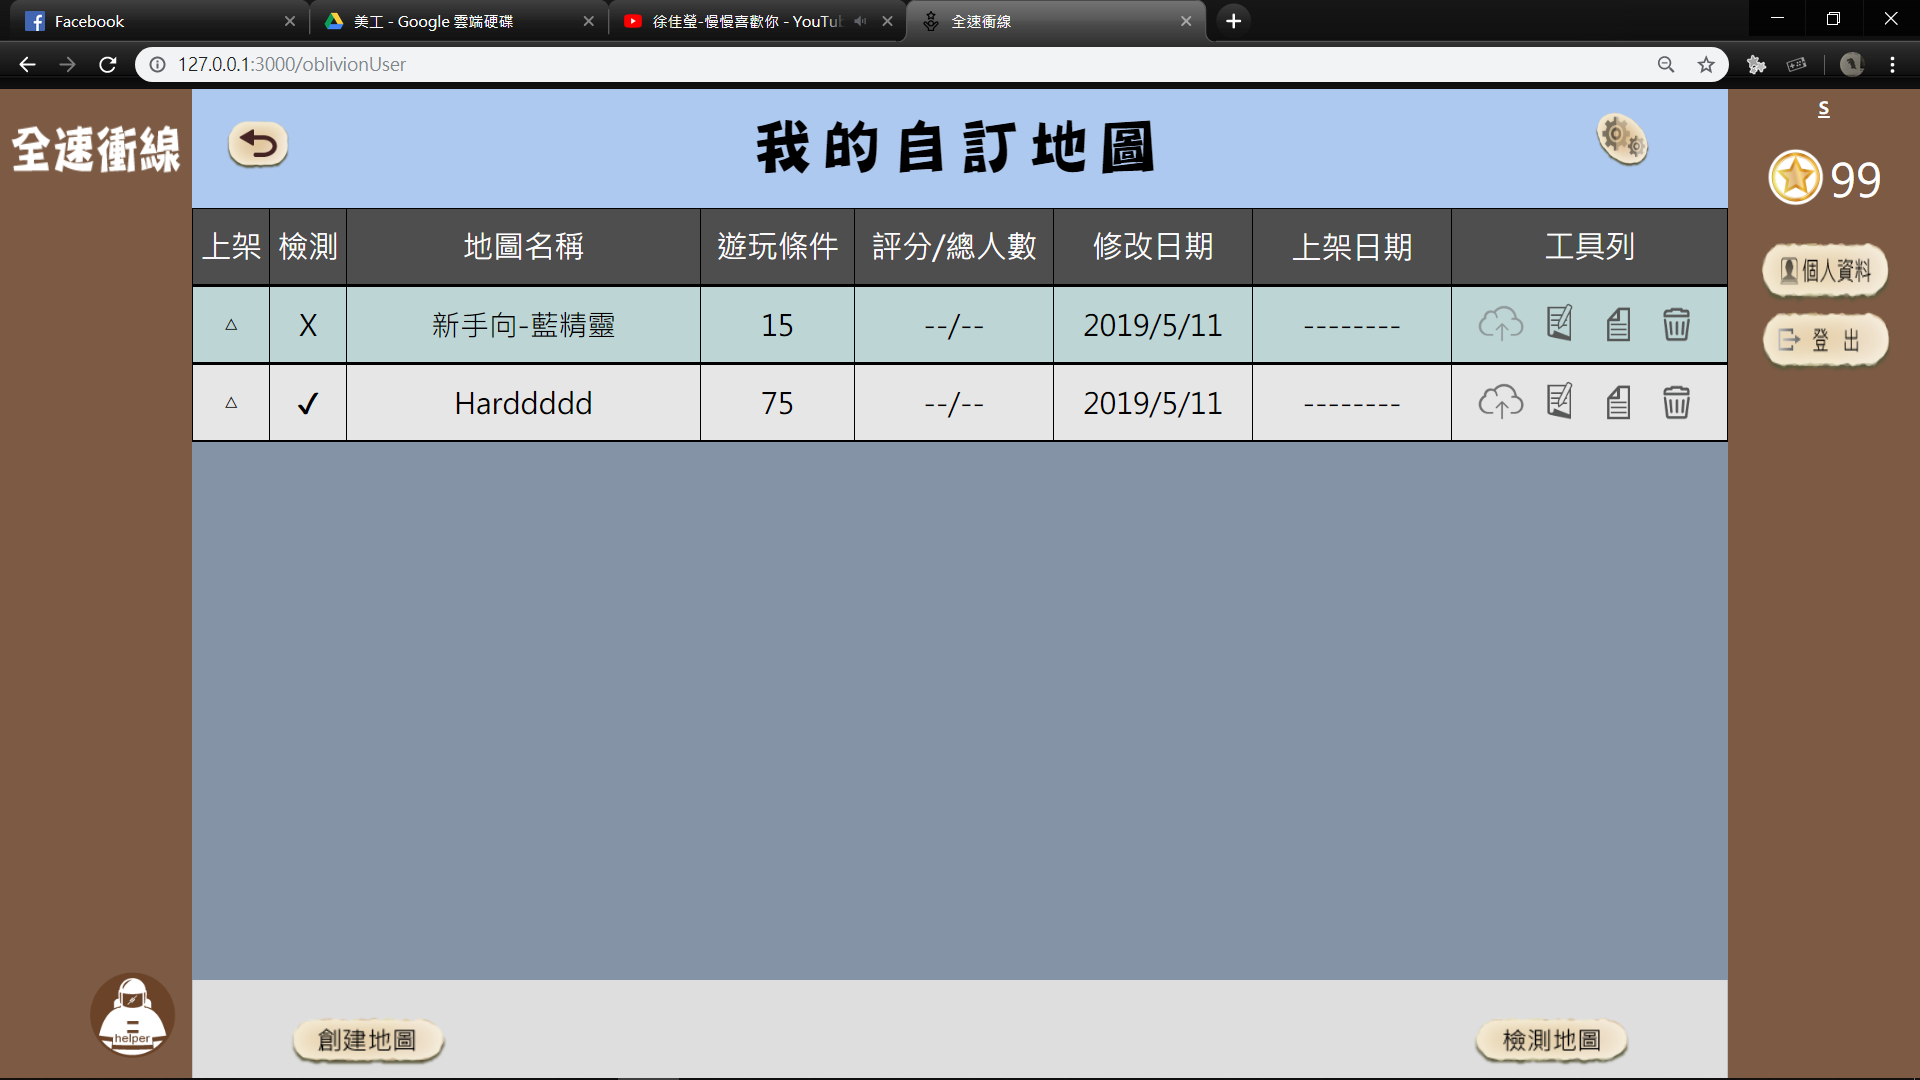 Facebook
美工 - Google 雲端硬碟
徐佳瑩-慢慢喜歡你 - YouTu
全速衝線
127.0.0.1:3000/oblivionUser
全速衝線
我的自訂地圖
S
99
個人資料
登 出
上架 檢測 地圖名稱 遊玩條件 評分/總人數 修改日期 上架日期 工具列
△ X 新手向-藍精靈 15 --/-- 2019/5/11 --------
△ ✓ Harddddd 75 --/-- 2019/5/11 --------
helper
創建地圖
檢測地圖